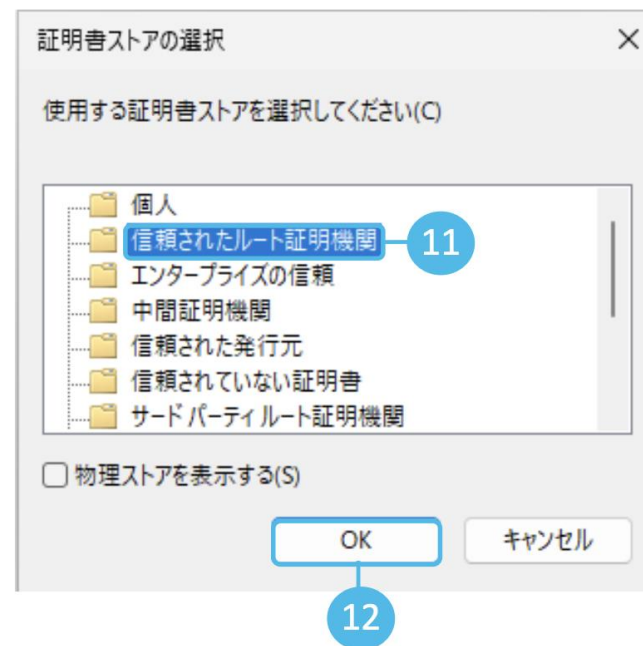 証明書ストアの選択
使用する証明書ストアを選択してください(C)
個人
信頼されたルート証明機関
11
エンタープライズの信頼
中間証明機関
信頼された発行元
信頼されていない証明書
サード パーティ ルート証明機関
物理ストアを表示する(S)
OK キャンセル
12